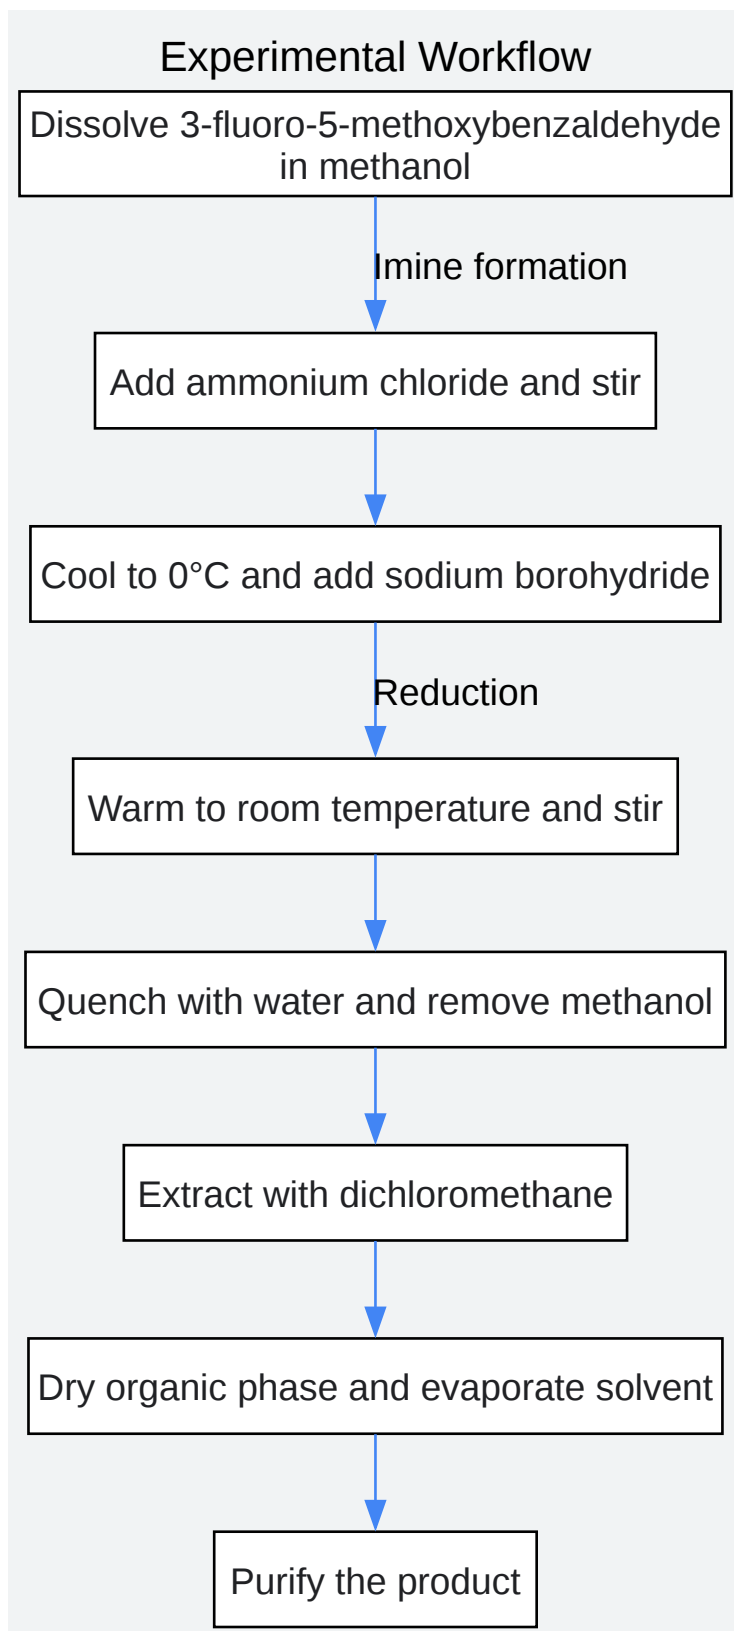 Experimental Workflow
Dissolve 3-fluoro-5-methoxybenzaldehyde
in methanol
Imine formation
Add ammonium chloride and stir
Cool to 0°C and add sodium borohydride
Reduction
Warm to room temperature and stir
Quench with water and remove methanol
Extract with dichloromethane
Dry organic phase and evaporate solvent
Purify the product